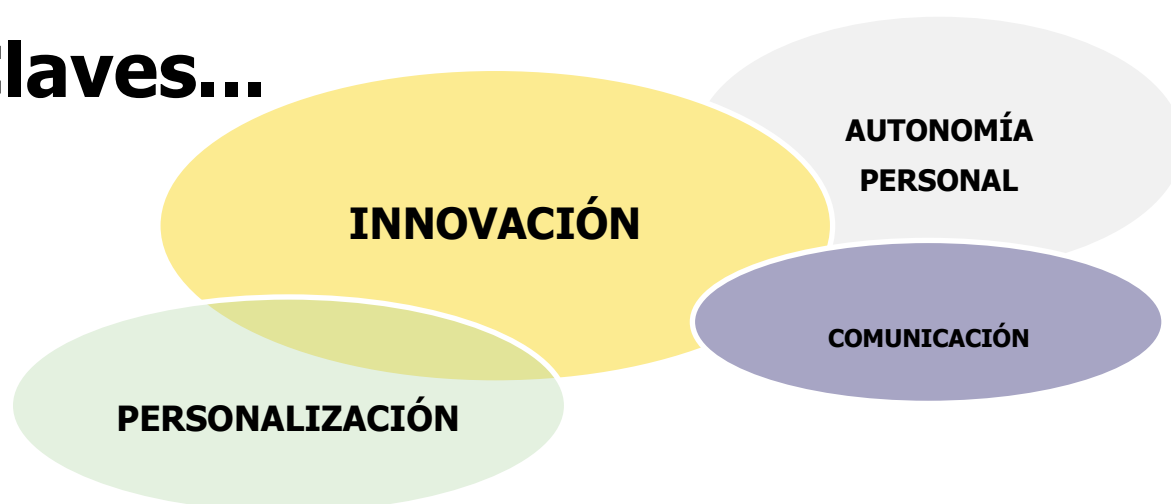 Claves...
AUTONOMÍA
PERSONAL
INNOVACIÓN
COMUNICACIÓN
PERSONALIZACIÓN